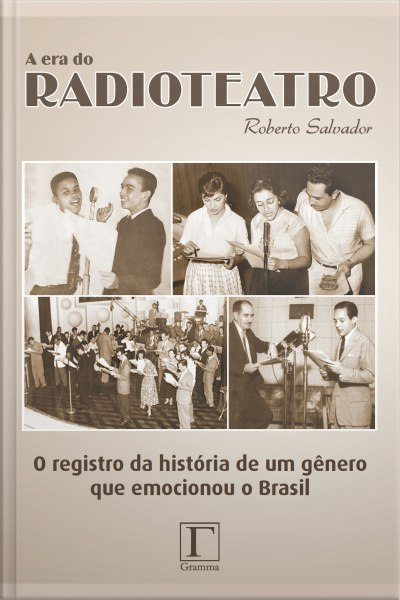 A era do
RADIOTEATRO
Roberto Salvador
O registro da história de um gênero
que emocionou o Brasil
Γ
Gramma